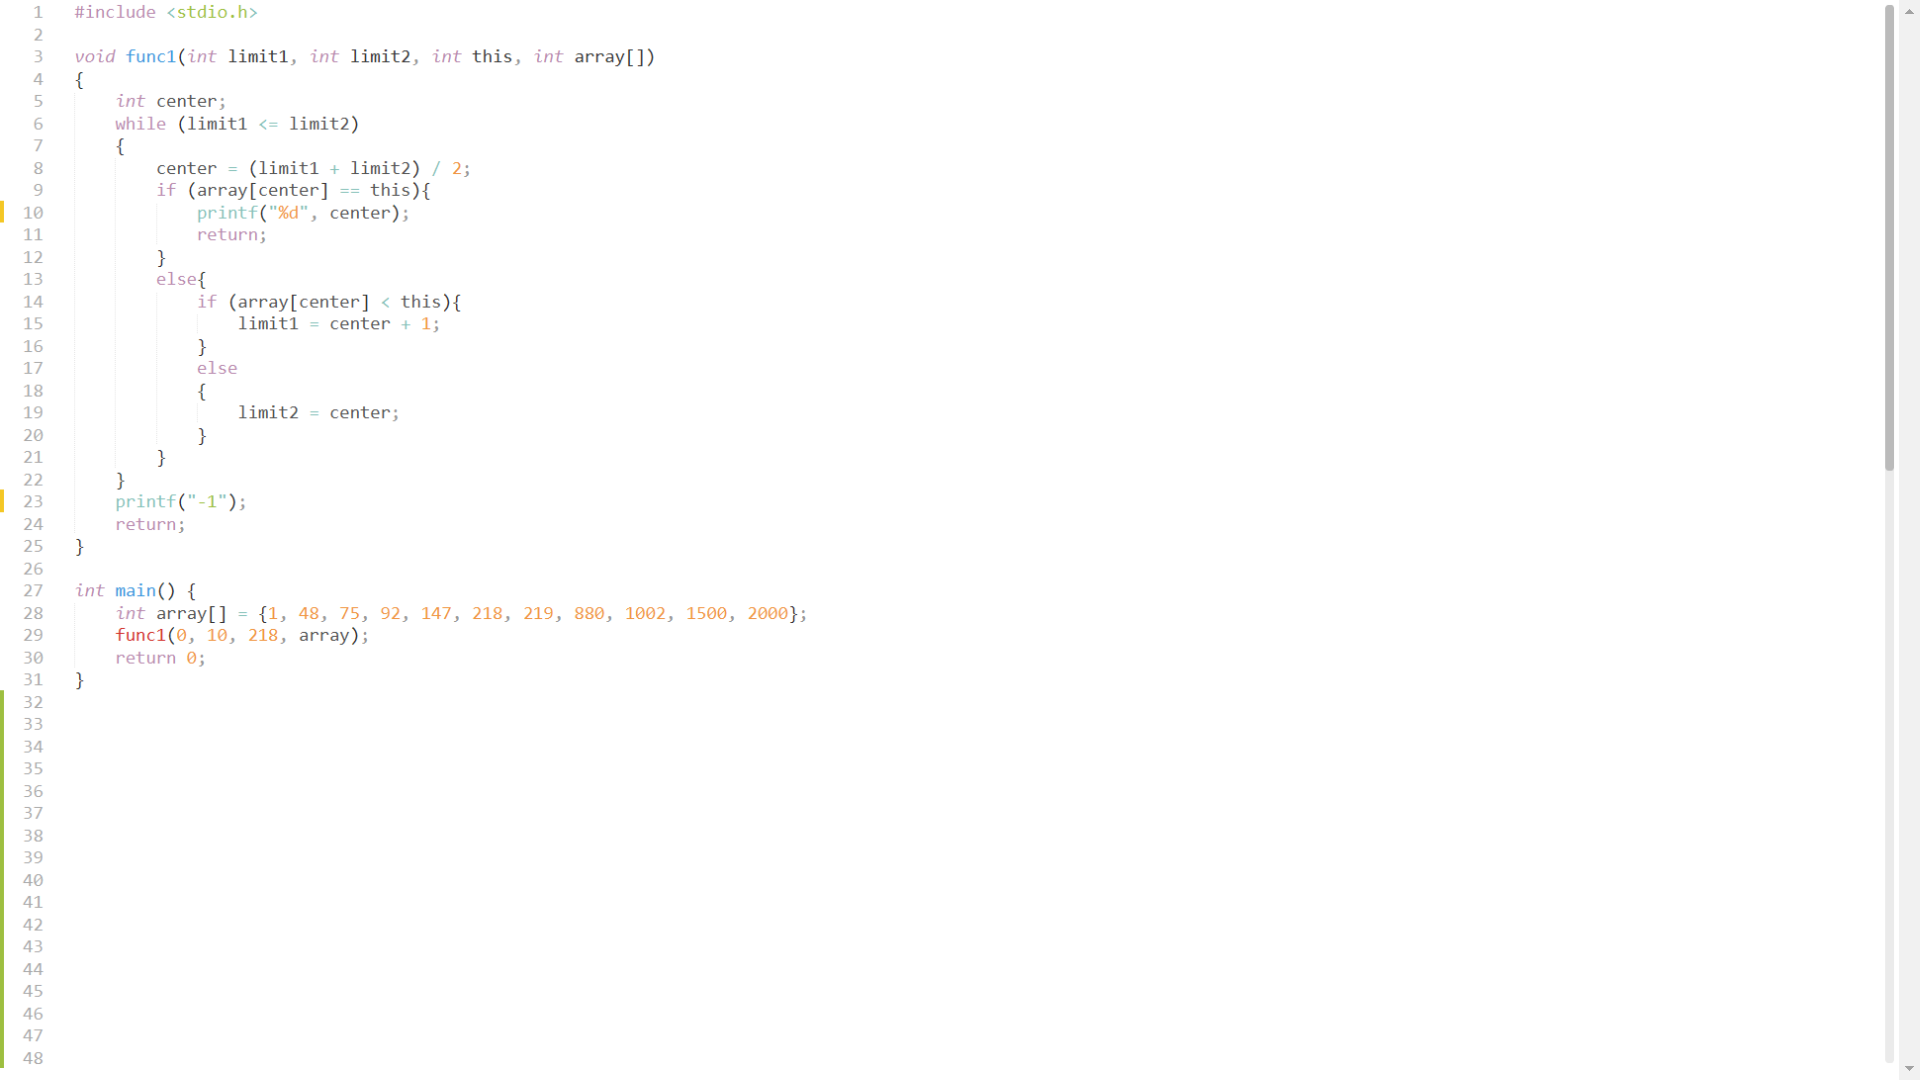 1 #include <stdio.h>
2
3 void func1(int limit1, int limit2, int this, int array[])
4 {
5     int center;
6     while (limit1 <= limit2)
7     {
8         center = (limit1 + limit2) / 2;
9         if (array[center] == this){
10             printf("%d", center);
11             return;
12         }
13         else{
14             if (array[center] < this){
15                 limit1 = center + 1;
16             }
17             else
18             {
19                 limit2 = center;
20             }
21         }
22     }
23     printf("-1");
24     return;
25 }
26
27 int main() {
28     int array[] = {1, 48, 75, 92, 147, 218, 219, 880, 1002, 1500, 2000};
29     func1(0, 10, 218, array);
30     return 0;
31 }
32
33
34
35
36
37
38
39
40
41
42
43
44
45
46
47
48